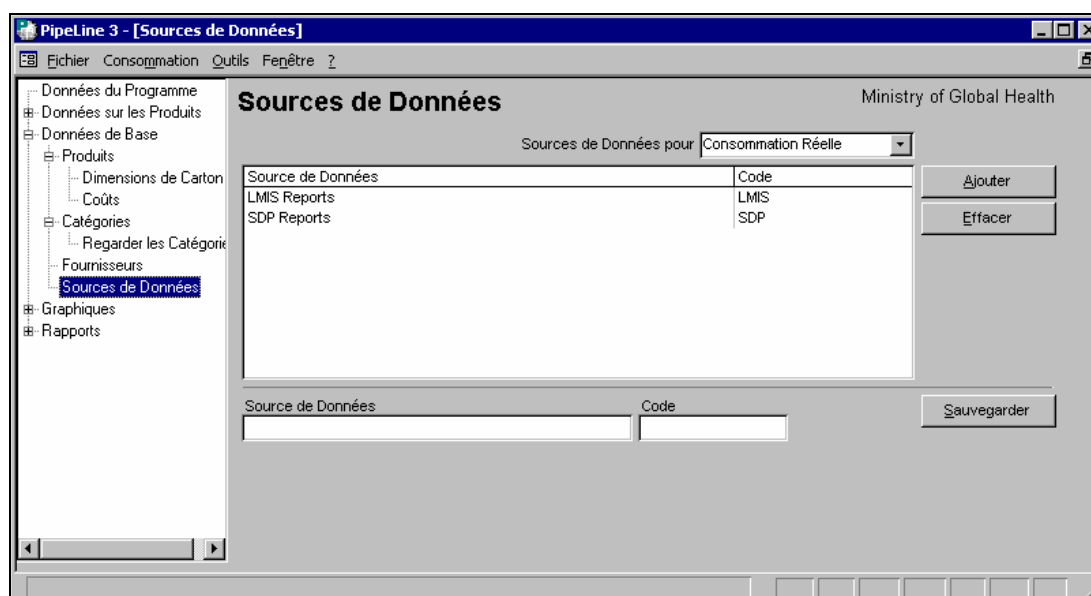 PipeLine 3 - [Sources de Données]
Fichier Consommation Outils Fenêtre ?
Données du Programme
Données sur les Produits
Données de Base
Produits
Dimensions de Carton
Coûts
Catégories
Regarder les Catégorie
Fournisseurs
Sources de Données
Graphiques
Rapports
Sources de Données
Ministry of Global Health
Sources de Données pour Consommation Réelle
Source de Données Code
LMIS Reports LMIS
SDP Reports SDP
Ajouter
Effacer
Source de Données Code
Sauvegarder